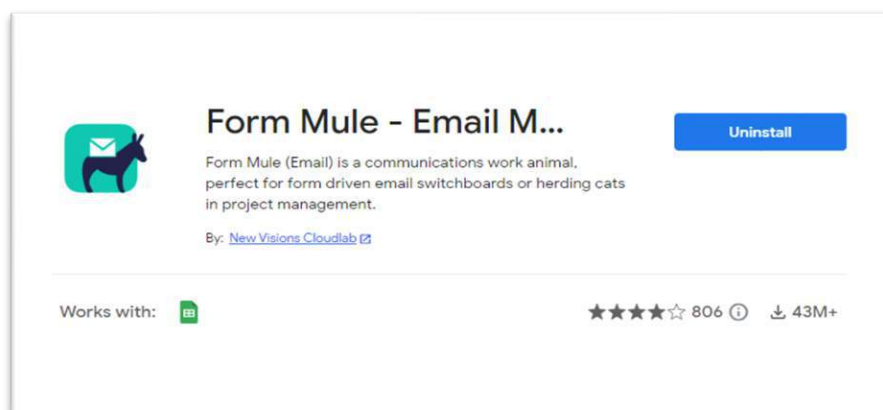 Form Mule - Email M...
Uninstall
Form Mule (Email) is a communications work animal,
perfect for form driven email switchboards or herding cats
in project management.
By: New Visions Cloudlab
Works with:
806
43M+